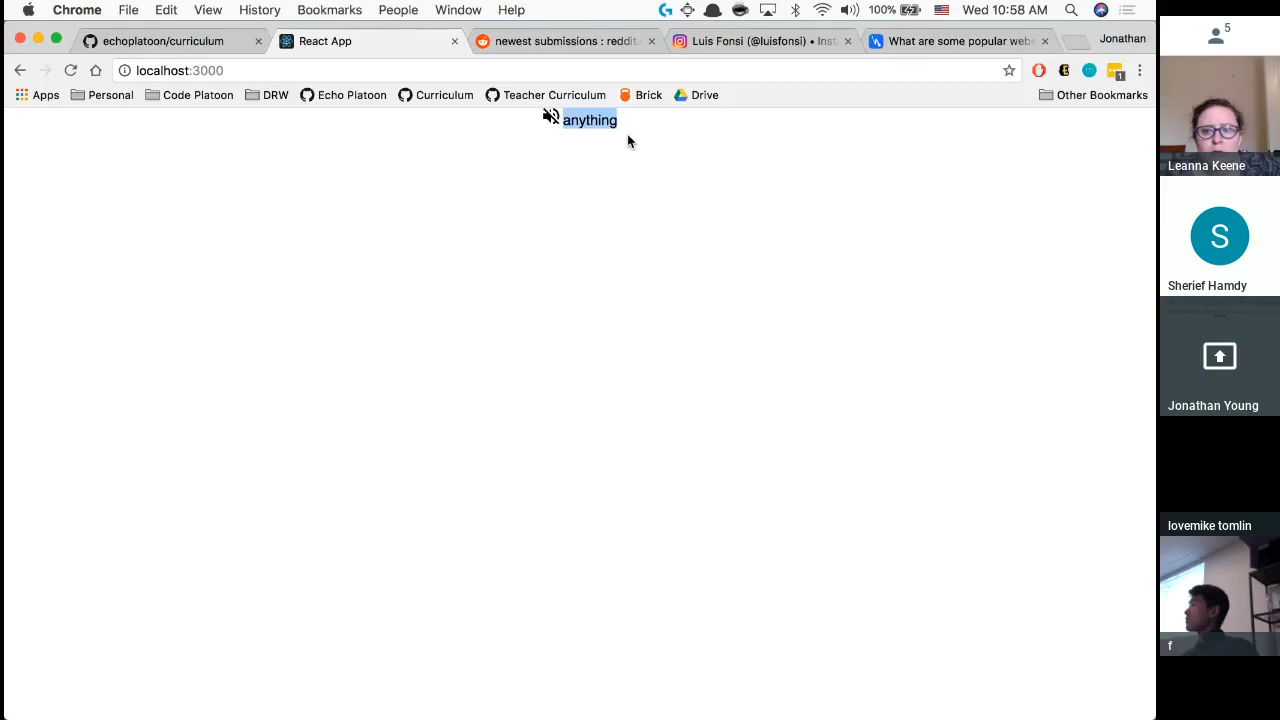 Chrome File Edit View History Bookmarks People Window Help 100% Wed 10:58 AM
echoplatoon/curriculum React App newest submissions : reddit. Luis Fonsi (@luisfonsi) • Inst What are some popular webs Jonathan
localhost:3000 1
Apps Personal Code Platoon DRW Echo Platoon Curriculum Teacher Curriculum Brick Drive Other Bookmarks
anything
5
Leanna Keene
S
Sherief Hamdy
Jonathan Young
lovemike tomlin
f